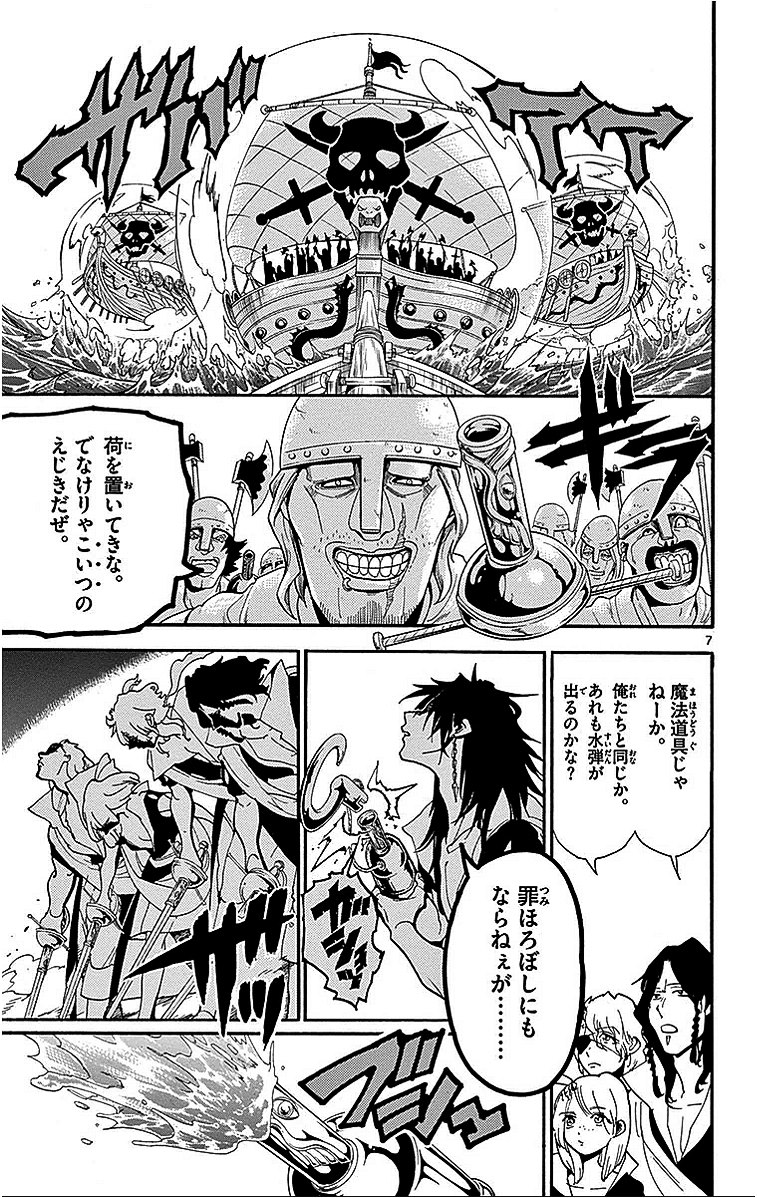 ザバアア
ギラッ
荷を置いてきな。
でなけりゃこいつの
えじきだぜ。
7
魔法道具じゃ
ねーか。
俺たちと同じか。
あれも水弾が
出るのかな?
罪ほろぼしにも
ならねぇが………
ガシャッ
ブシ〜